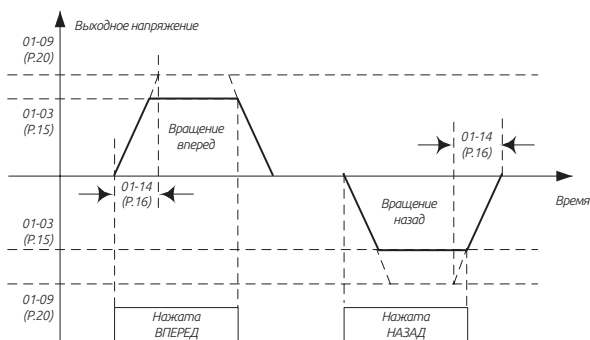 Выходное напряжение
01-09
(P.20)
01-03
(P.15)
Вращение
вперед
01-14
(P.16)
01-14
(P.16)
Время
Вращение
назад
01-03
(P.15)
01-09
(P.20)
Нажата
ВПЕРЕД
Нажата
НАЗАД